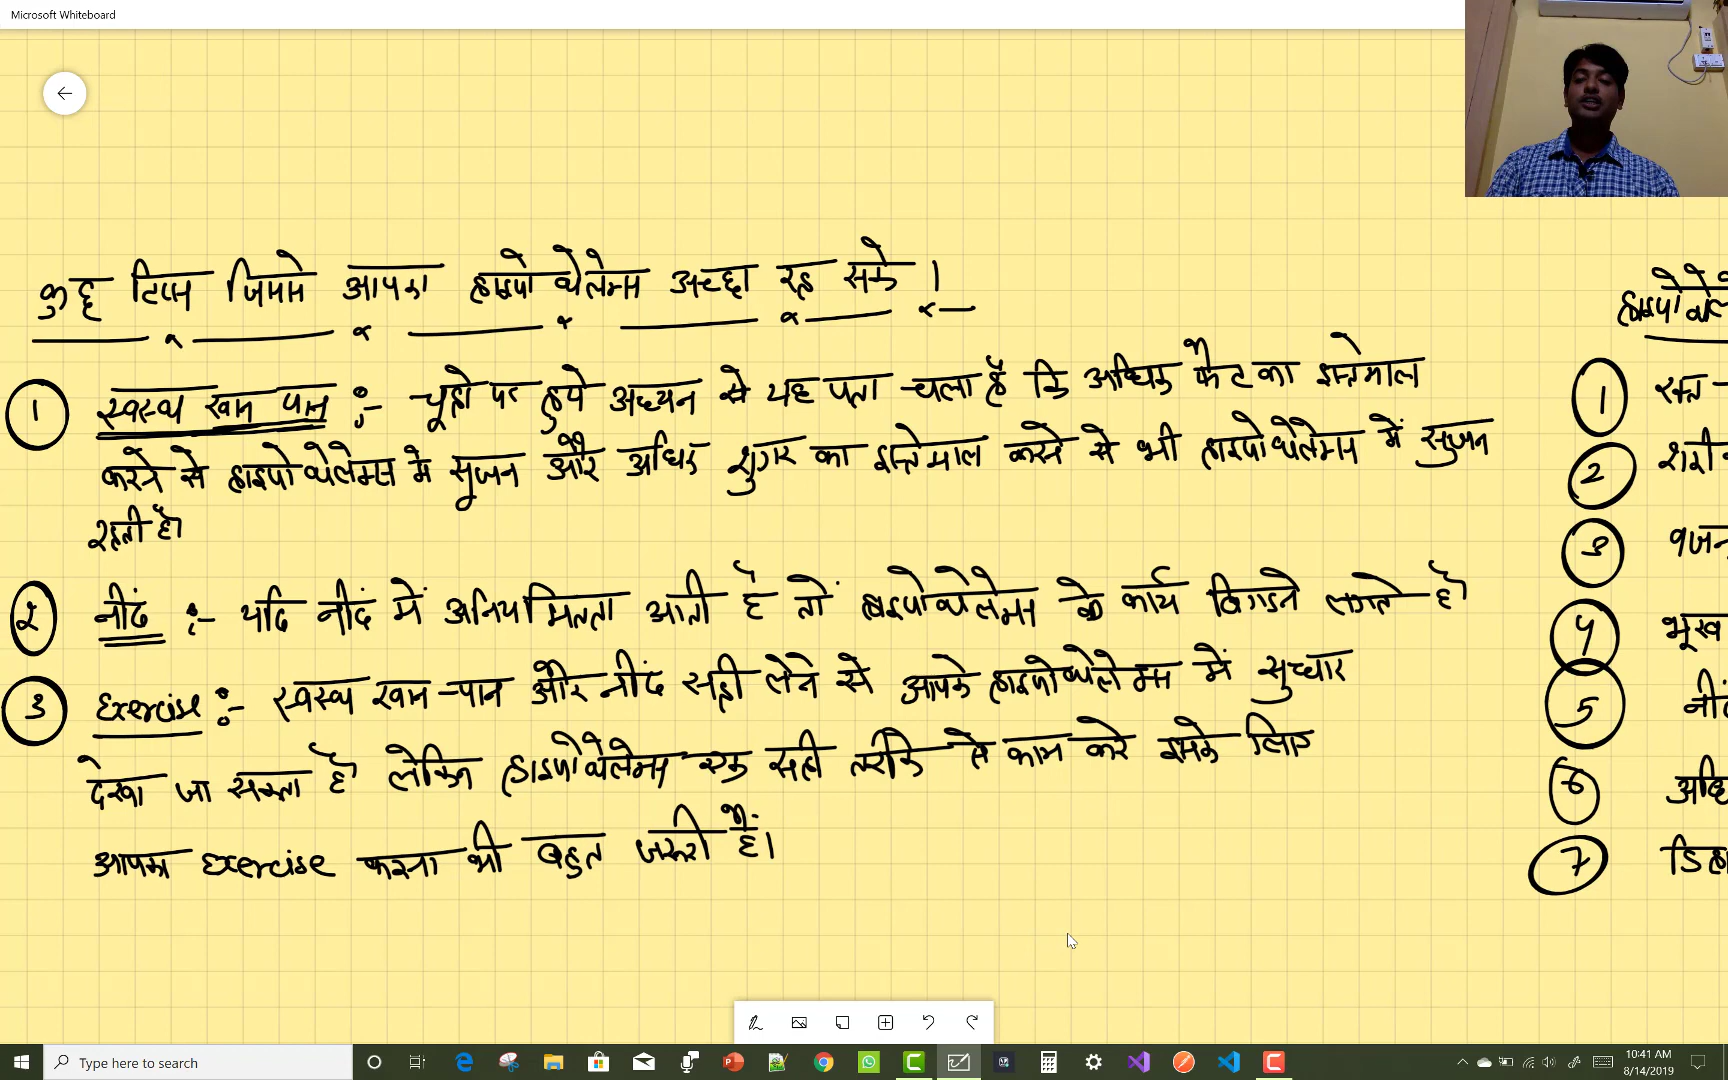 Microsoft Whiteboard
कुछ टिप्स जिससे आपका हाइपोथेलेमस अच्छा रह सके।
1 स्वस्थ खान पान :- चूहो पर हुये अध्यन से यह पता चला है कि अधिक फैट का इस्तेमाल
करने से हाइपोथेलेमस मे सूजन और अधिक शुगर का इस्तेमाल करने से भी हाइपोथेलेमस में सुजन
रहती है।
2 नींद :- यदि नींद में अनियमितता आती है तो हाइपोथेलेमस के कार्य बिगडने लगते है
3 Exercise :- स्वस्थ खान-पान और नींद सही लेने से आपके हाइपोथेलेमस में सुधार
देखा जा सकता है लेकिन हाइपोथेलेमस एक सही तरीके से काम करे इसके लिए
आपका Exercise करना भी बहुत जरूरी हैं।
1 रक्त
2
3
4 भूख
5
6
7
Type here to search
10:41 AM
8/14/2019